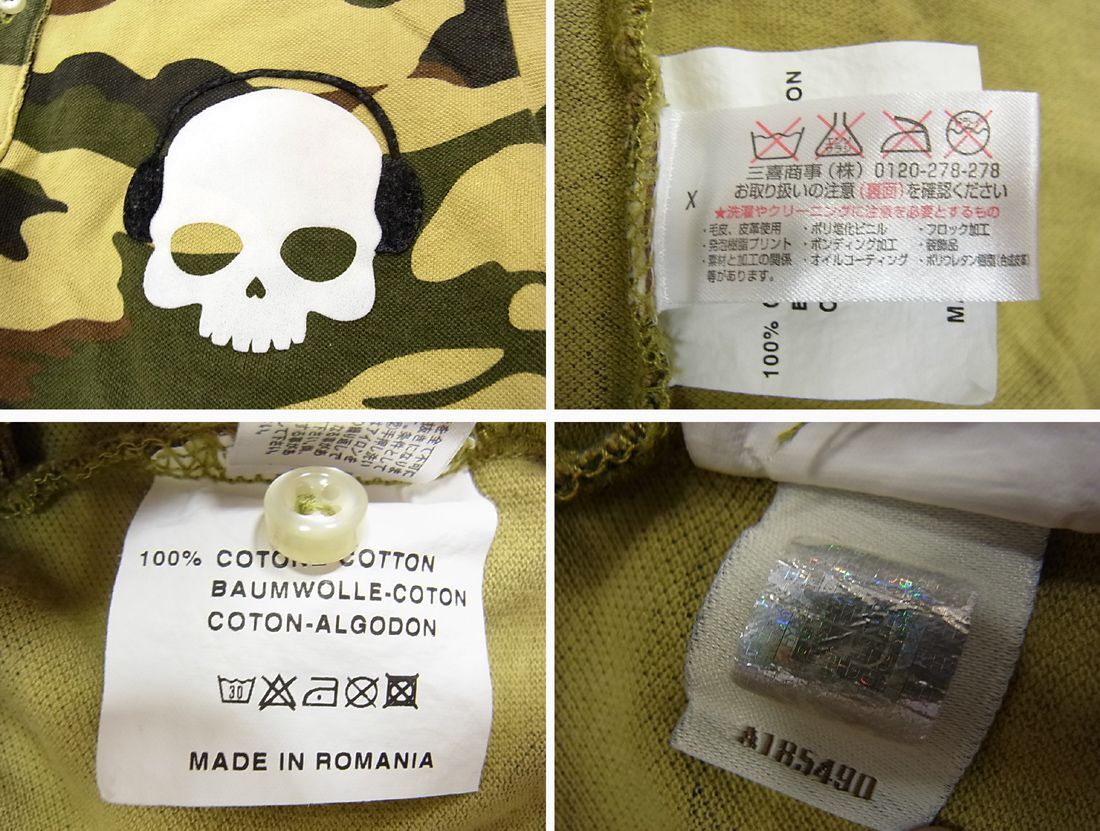 ON
三喜商事(株) 0120-278-278
お取り扱いの注意(裏面)を確認ください
X
★洗濯やクリーニングに注意を必要とするもの
・毛皮、皮革使用 ・ポリ塩化ビニル ・フロック加工
・発泡樹脂プリント ・ボンディング加工 ・装飾品
・素材と加工の関係 ・オイルコーティング ・ポリウレタン樹脂(合成皮革)
等があります。
100% C
MA
100% COTONE-COTTON
BAUMWOLLE-COTON
COTON-ALGODON
30
MADE IN ROMANIA
A185490